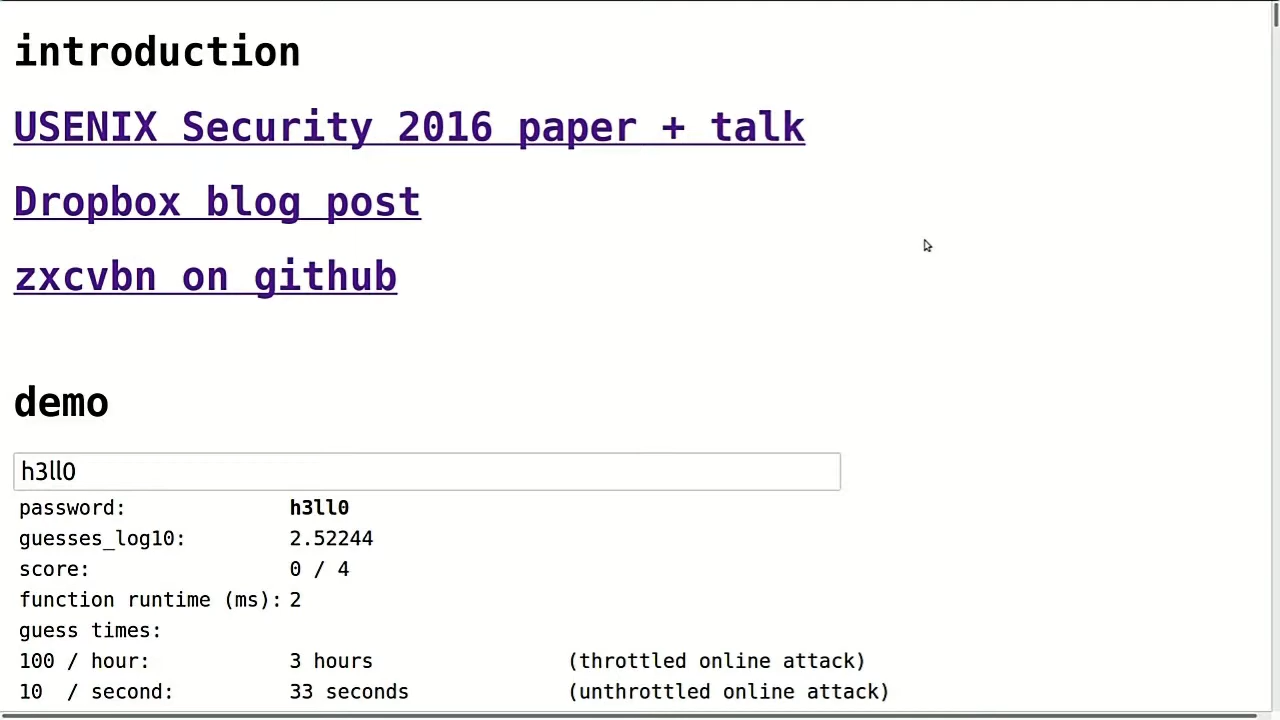 introduction
USENIX Security 2016 paper + talk
Dropbox blog post
zxcvbn on github
demo
h3ll0
password: h3ll0
guesses_log10: 2.52244
score: 0 / 4
function runtime (ms): 2
guess times:
100 / hour: 3 hours (throttled online attack)
10 / second: 33 seconds (unthrottled online attack)